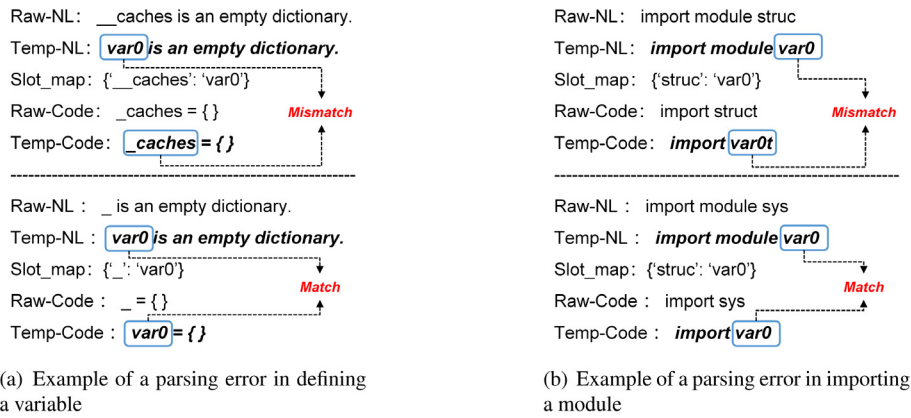 Raw-NL: __caches is an empty dictionary.
Temp-NL: var0 is an empty dictionary.
Slot_map: {‘__caches’: ‘var0’}
Raw-Code: _caches = { }
Mismatch
Temp-Code: _caches = { }
Raw-NL : _ is an empty dictionary.
Temp-NL : var0 is an empty dictionary.
Slot_map: {‘_’: ‘var0’}
Match
Raw-Code : _ = { }
Temp-Code : var0 = { }
(a) Example of a parsing error in defining
a variable
Raw-NL: import module struc
Temp-NL: import module var0
Slot_map: {‘struc’: ‘var0’}
Raw-Code: import struct
Mismatch
Temp-Code: import var0t
Raw-NL : import module sys
Temp-NL : import module var0
Slot_map: {‘struc’: ‘var0’}
Match
Raw-Code : import sys
Temp-Code : import var0
(b) Example of a parsing error in importing
a module